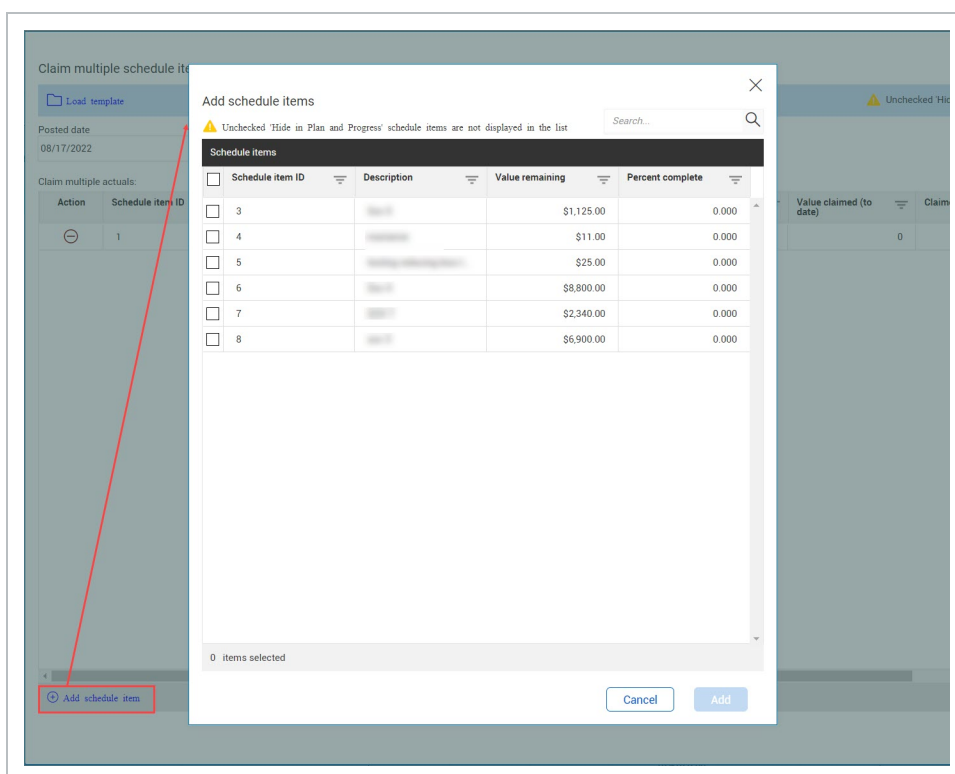 Claim multiple schedule ite
Load template
Unchecked 'Hid
Posted date
08/17/2022
Claim multiple actuals:
Action Schedule item ID Value claimed (to date) Claime
1 0
Add schedule item
Add schedule items
Unchecked 'Hide in Plan and Progress' schedule items are not displayed in the list
Search...
Schedule items
Schedule item ID Description Value remaining Percent complete
3 $1,125.00 0.000
4 $11.00 0.000
5 $25.00 0.000
6 $8,800.00 0.000
7 $2,340.00 0.000
8 $6,900.00 0.000
0 items selected
Cancel Add